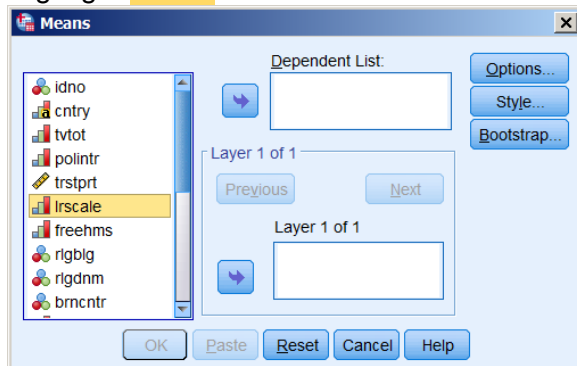 Means
idno
cntry
tvtot
polintr
trstprt
lrscale
freehms
rlgblg
rlgdnm
brncntr
Dependent List:
Layer 1 of 1
Previous
Next
Layer 1 of 1
Options...
Style...
Bootstrap...
OK
Paste
Reset
Cancel
Help